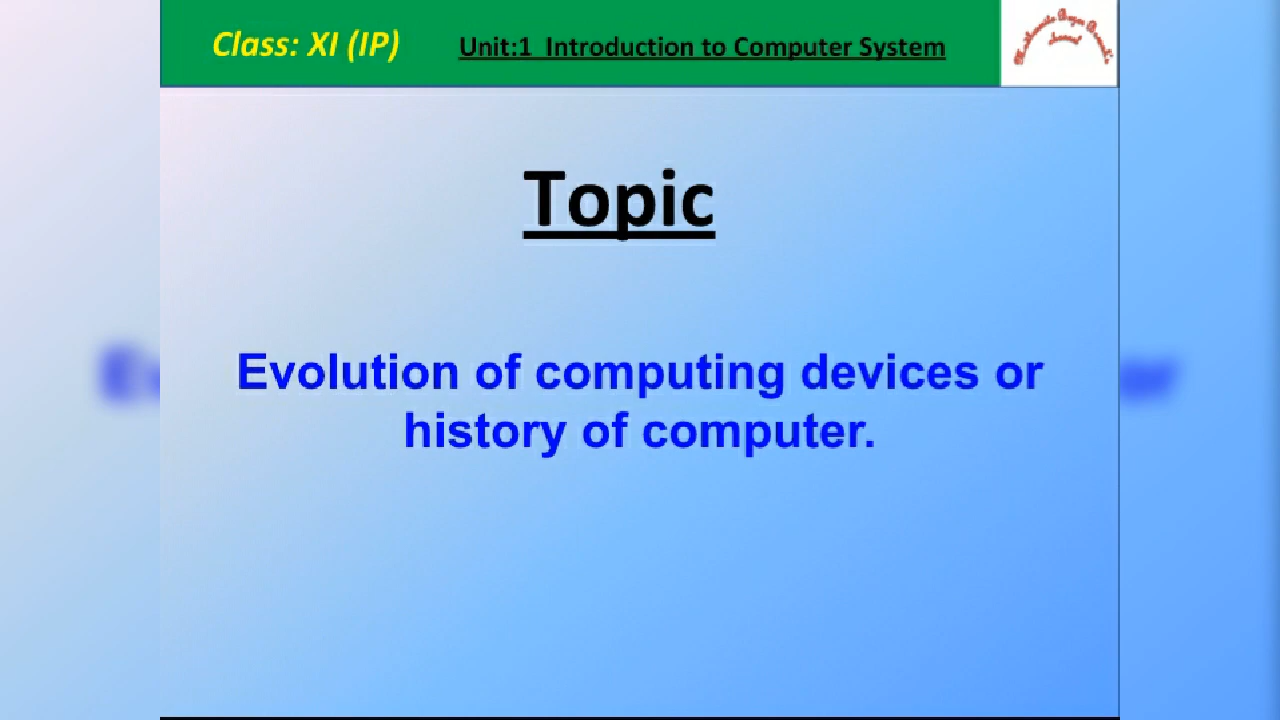 Class: XI (IP) Unit:1 Introduction to Computer System
Topic
Evolution of computing devices or
history of computer.